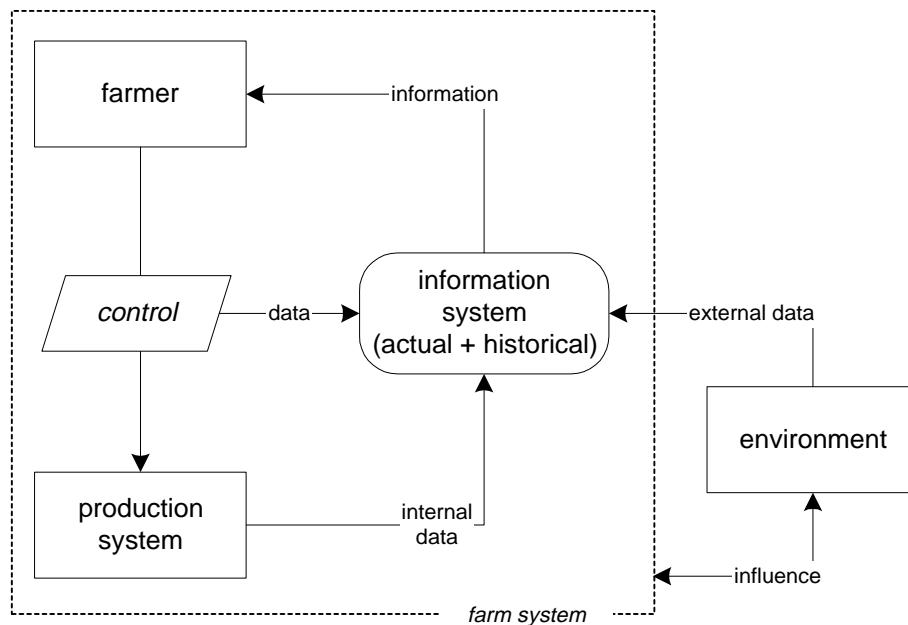 farmer
information
control
data
information
system
(actual + historical)
external data
environment
production
system
internal
data
influence
farm system